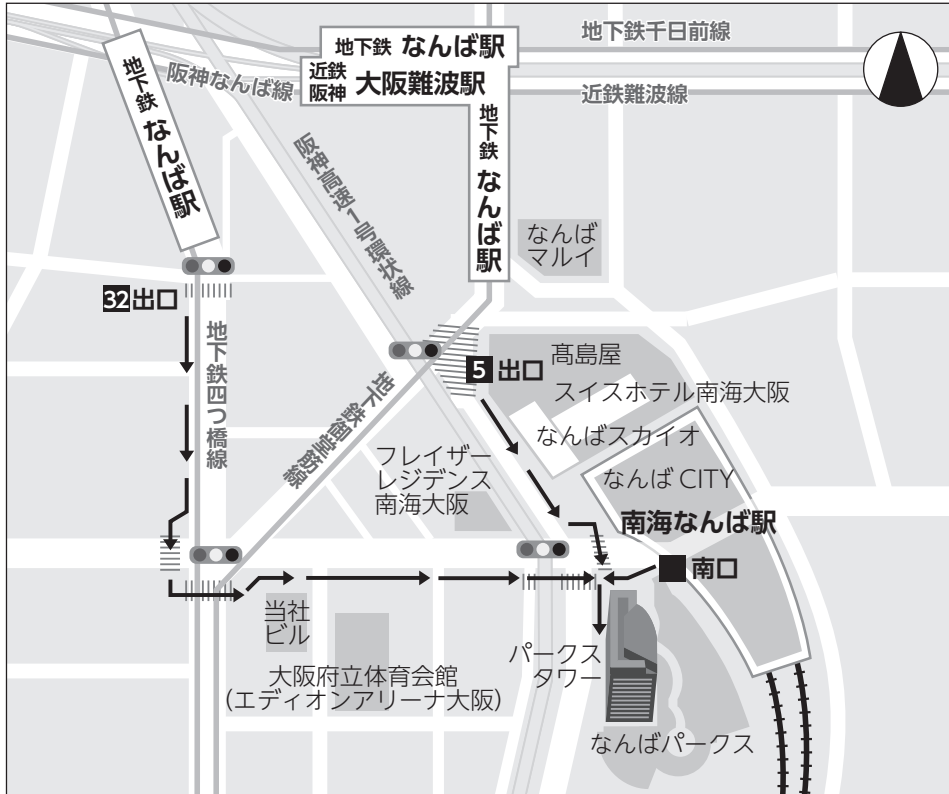 地下鉄 なんば駅
近鉄
阪神 大阪難波駅
地下鉄 なんば駅
地下鉄千日前線
近鉄難波線
地下鉄 なんば駅
阪神なんば線
阪神高速1号環状線
なんば
マルイ
32出口
地下鉄四つ橋線
地下鉄御堂筋線
5 出口
髙島屋
スイスホテル南海大阪
なんばスカイオ
なんばCITY
南海なんば駅
フレイザー
レジデンス
南海大阪
南口
当社
ビル
大阪府立体育会館
(エディオンアリーナ大阪)
パークス
タワー
なんばパークス